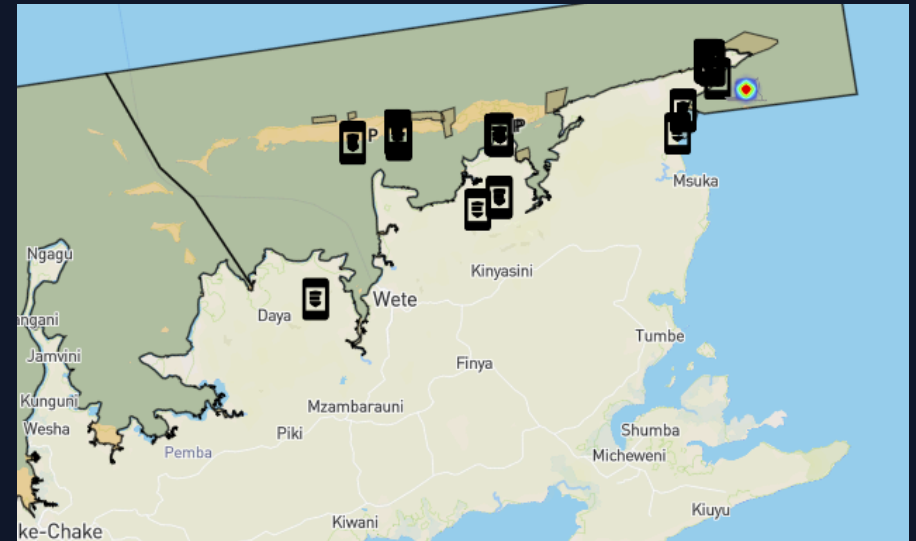 P
P
Msuka
Ngagu
Kinyasini
Wete
Daya
Tumbe
Jamvini
Finya
Kunguni
Mzambarauni
Wesha
Piki
Shumba
Pemba
Micheweni
Kiuyu
Kiwani
ke-Chake